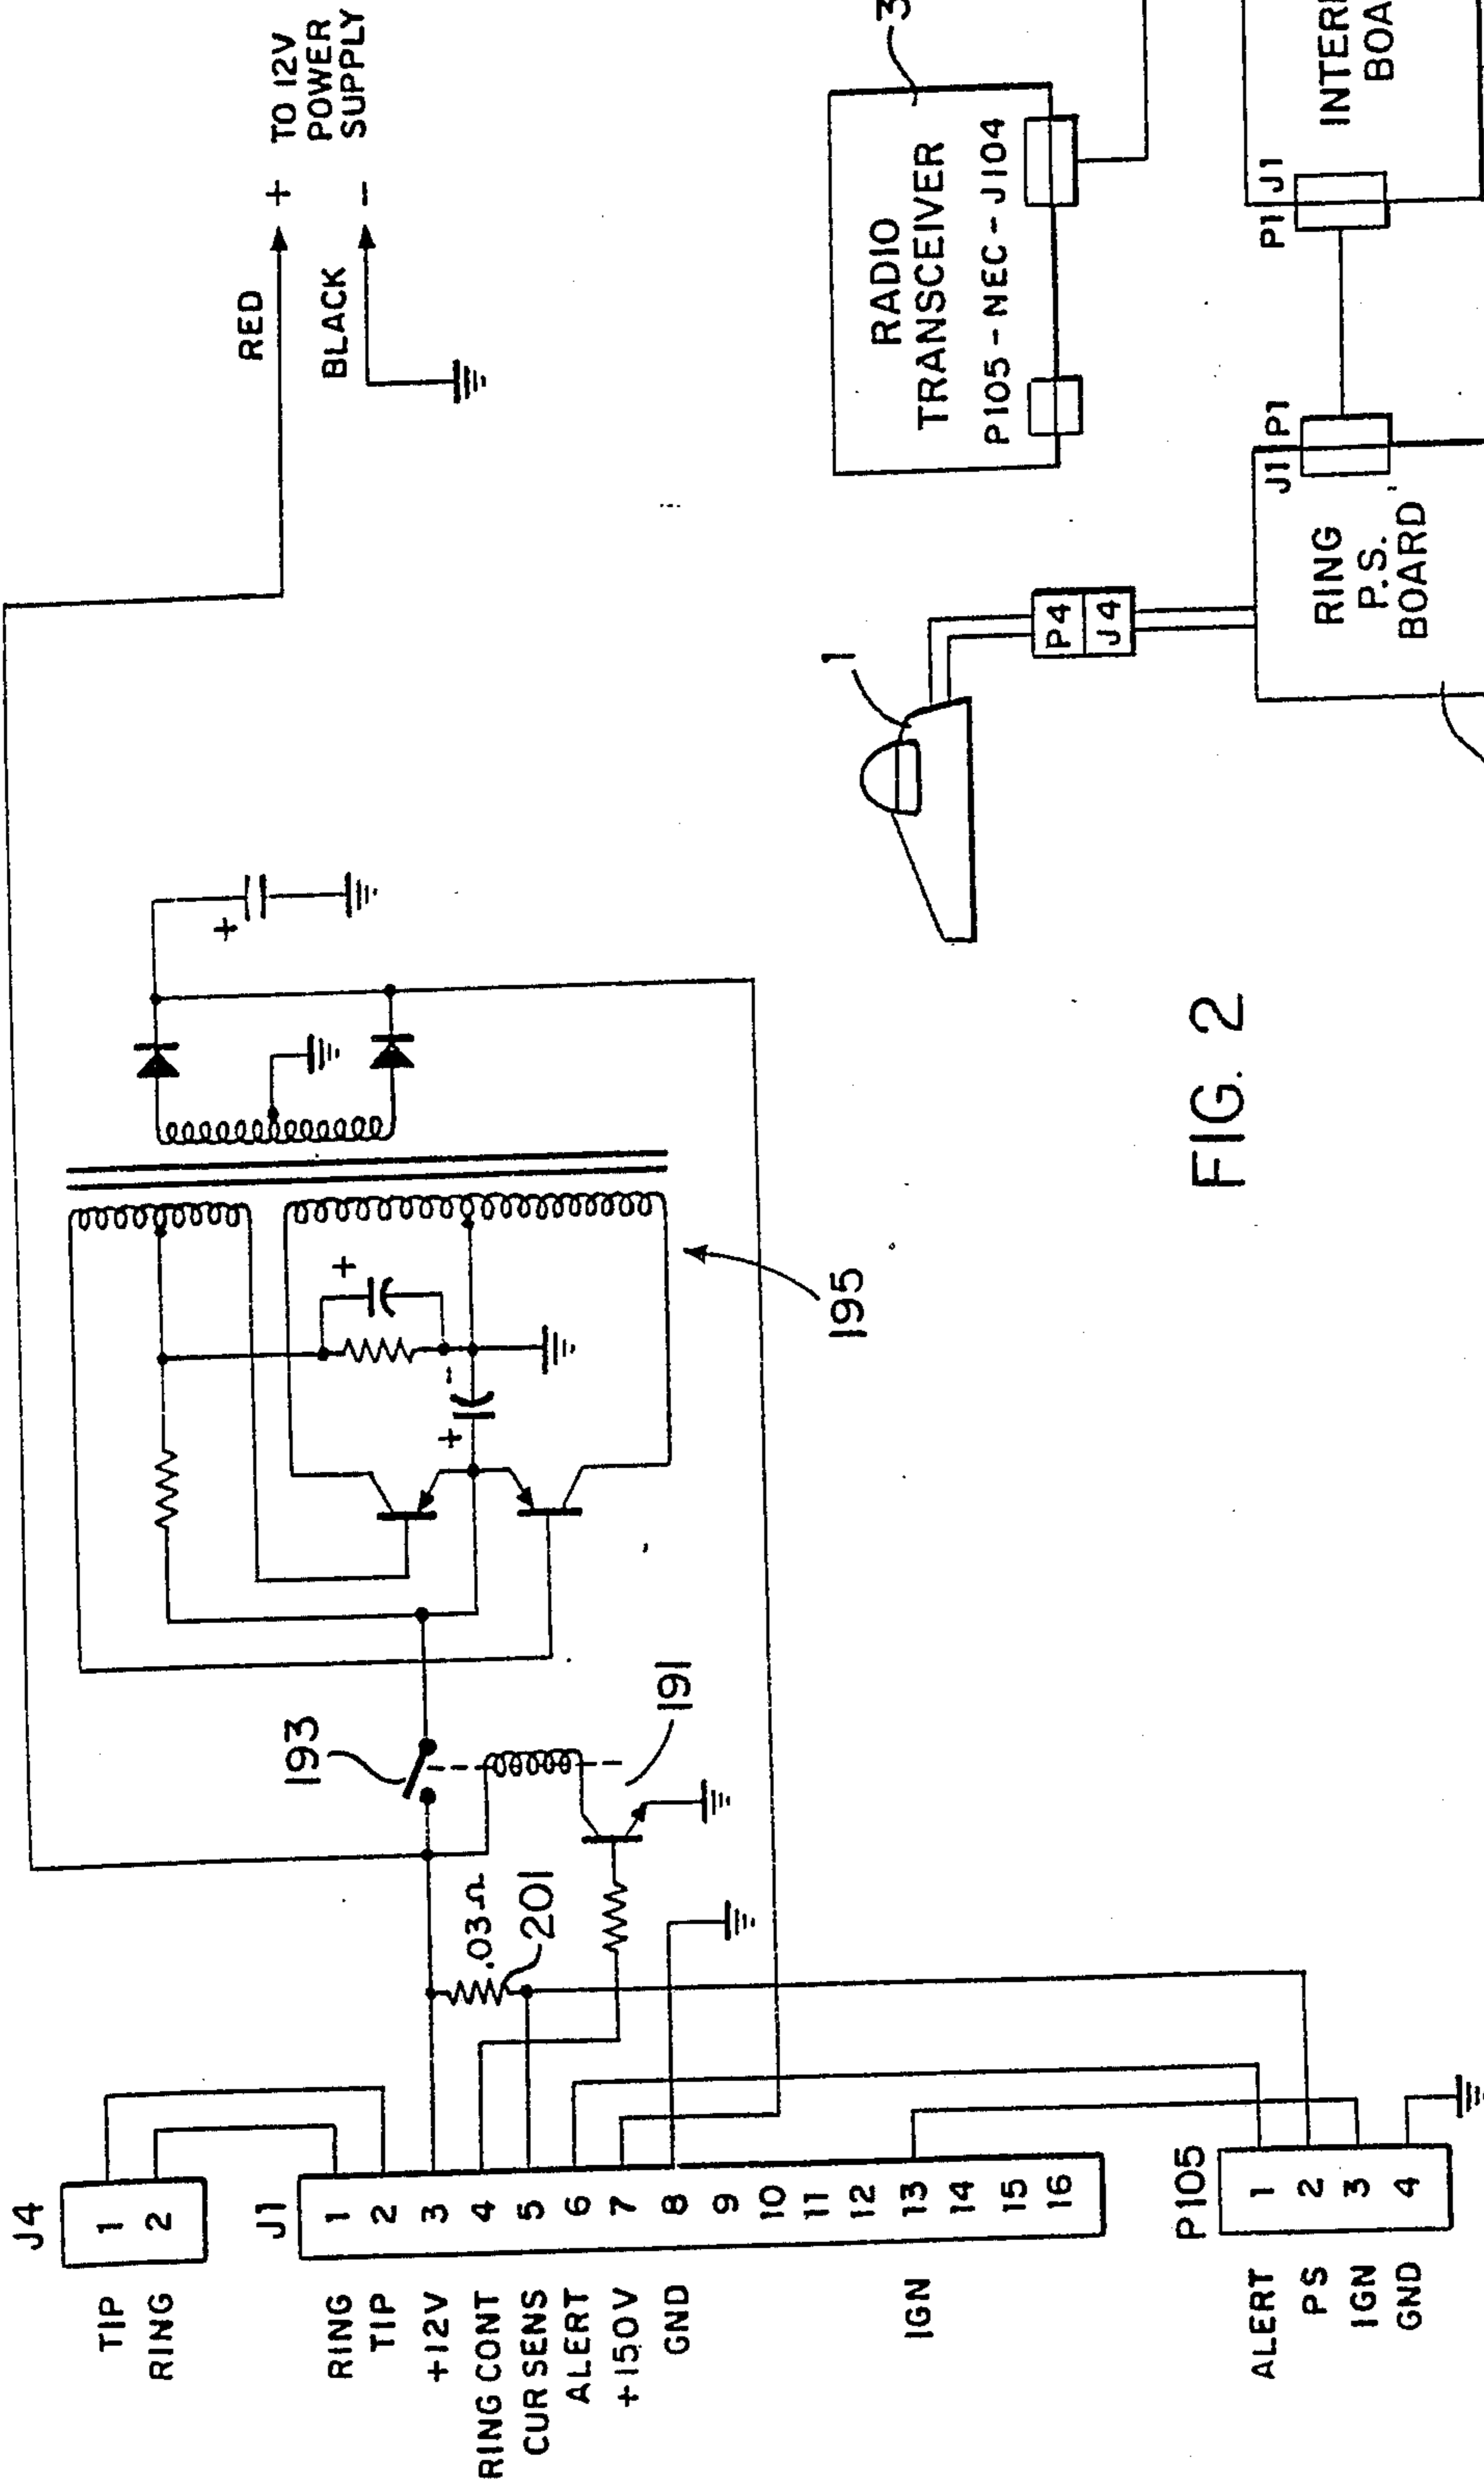 J4
TIP 1
RING 2
J1
RING 1
TIP 2
+12V 3
RING CONT 4
CUR SENS 5
ALERT 6
+150V 7
GND 8
9
10
11
12
IGN 13
14
15
16
P105
ALERT 1
PS 2
IGN 3
GND 4
.03Ω
201
193
191
195
RED
+
TO 12V
POWER
SUPPLY
BLACK
-
+
-
+
+
FIG. 2
1
P4
J4
RING
P.S.
BOARD
J1 P1
P1 J1
RADIO
TRANSCEIVER
P105-NEC-J104
3